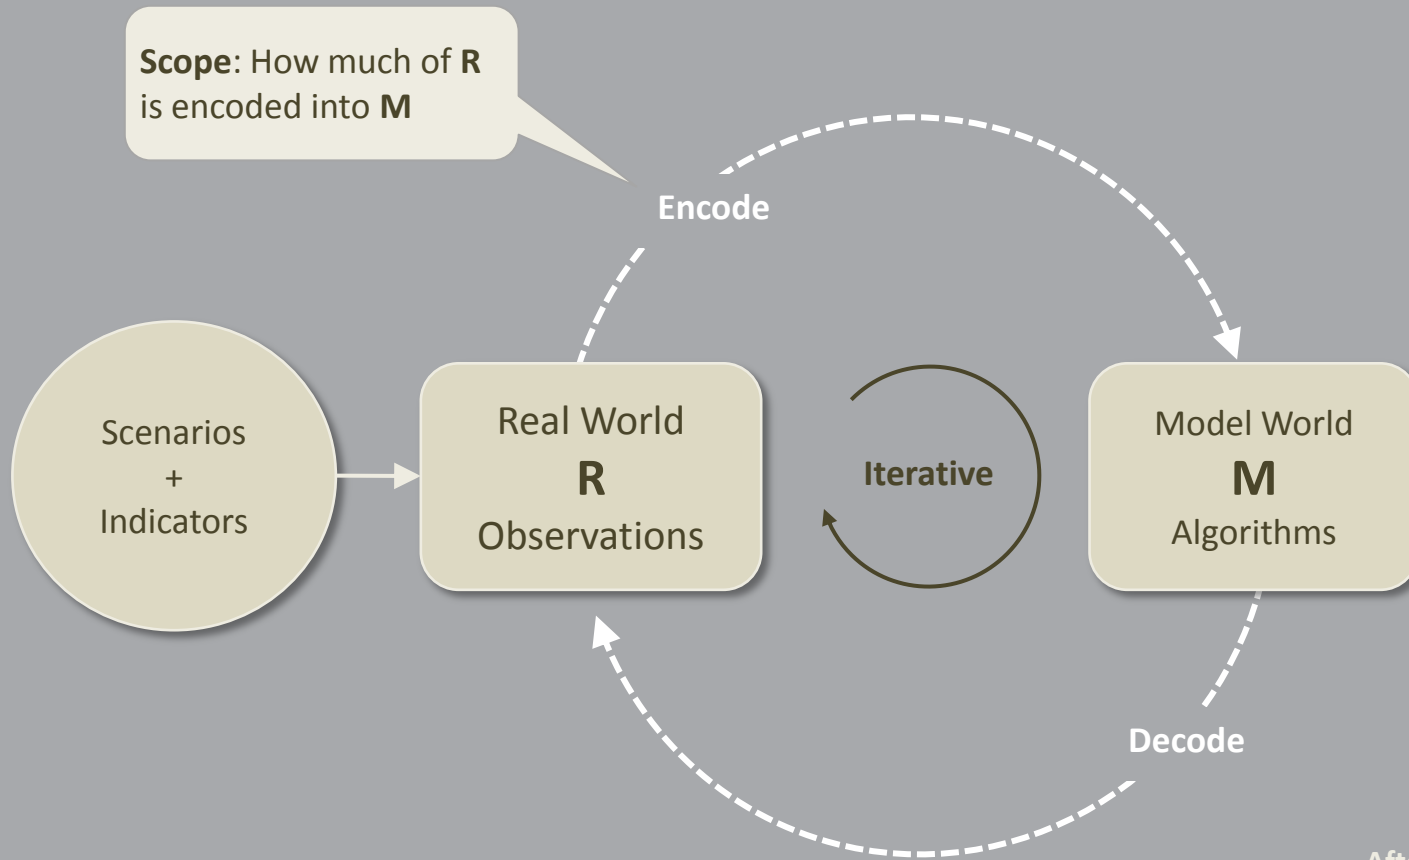 Scope: How much of R
is encoded into M
Encode
Scenarios
+
Indicators
Real World
R
Observations
Iterative
Model World
M
Algorithms
Decode